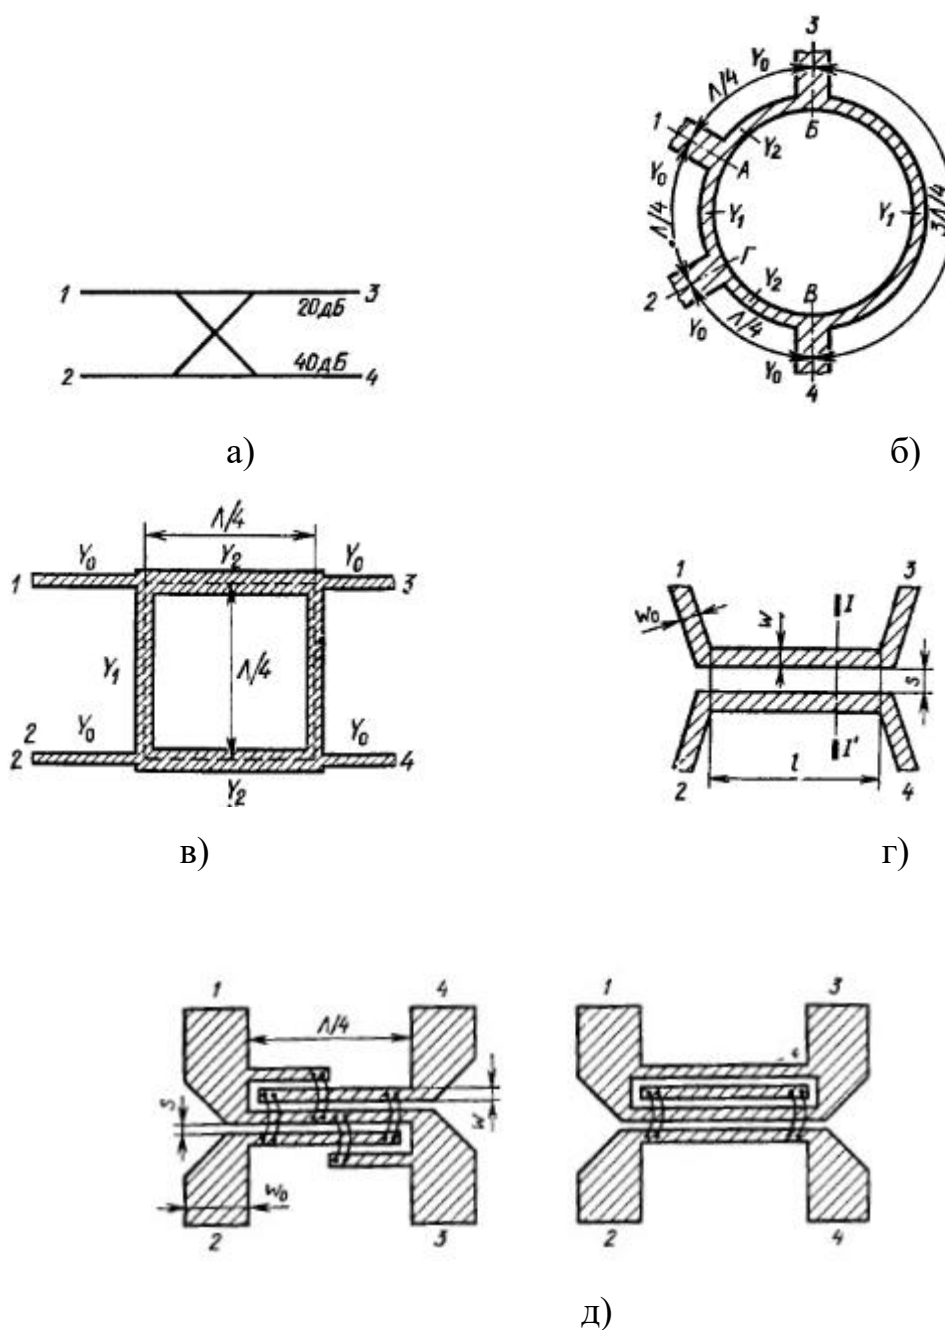 1 3
20дБ
2 4
40дБ
а)
3
Y₀
Λ/4
1
Б
А
Y₂
Y₀
Λ/4
Y₁
Y₁
3Λ/4
Г
В
Y₂
2
Y₀
Λ/4
Y₀
4
б)
Λ/4
Y₀ Y₂ Y₀
1 3
Y₁
Λ/4
2
Y₀ Y₀
2 4
Y₂
в)
1 3
W₀ W I
S
I'
2 l 4
г)
1 4
Λ/4
S W
W₀
2 3
1 3
2 4
д)